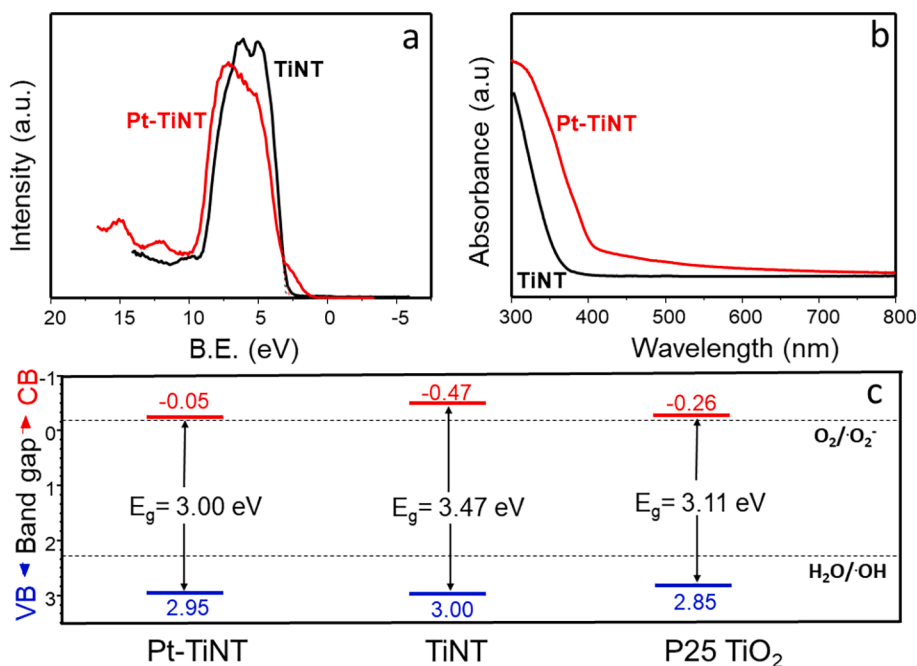 a
TiNT
Pt-TiNT
Intensity (a.u.)
20 15 10 5 0 -5
B.E. (eV)
b
Pt-TiNT
TiNT
Absorbance (a.u)
300 400 500 600 700 800
Wavelength (nm)
c
VB ◄ Band gap ► CB
-1
0
1
2
3
-0.05 -0.47 -0.26
O₂/·O₂⁻
E_g= 3.00 eV E_g= 3.47 eV E_g= 3.11 eV
H₂O/·OH
2.95 3.00 2.85
Pt-TiNT TiNT P25 TiO₂